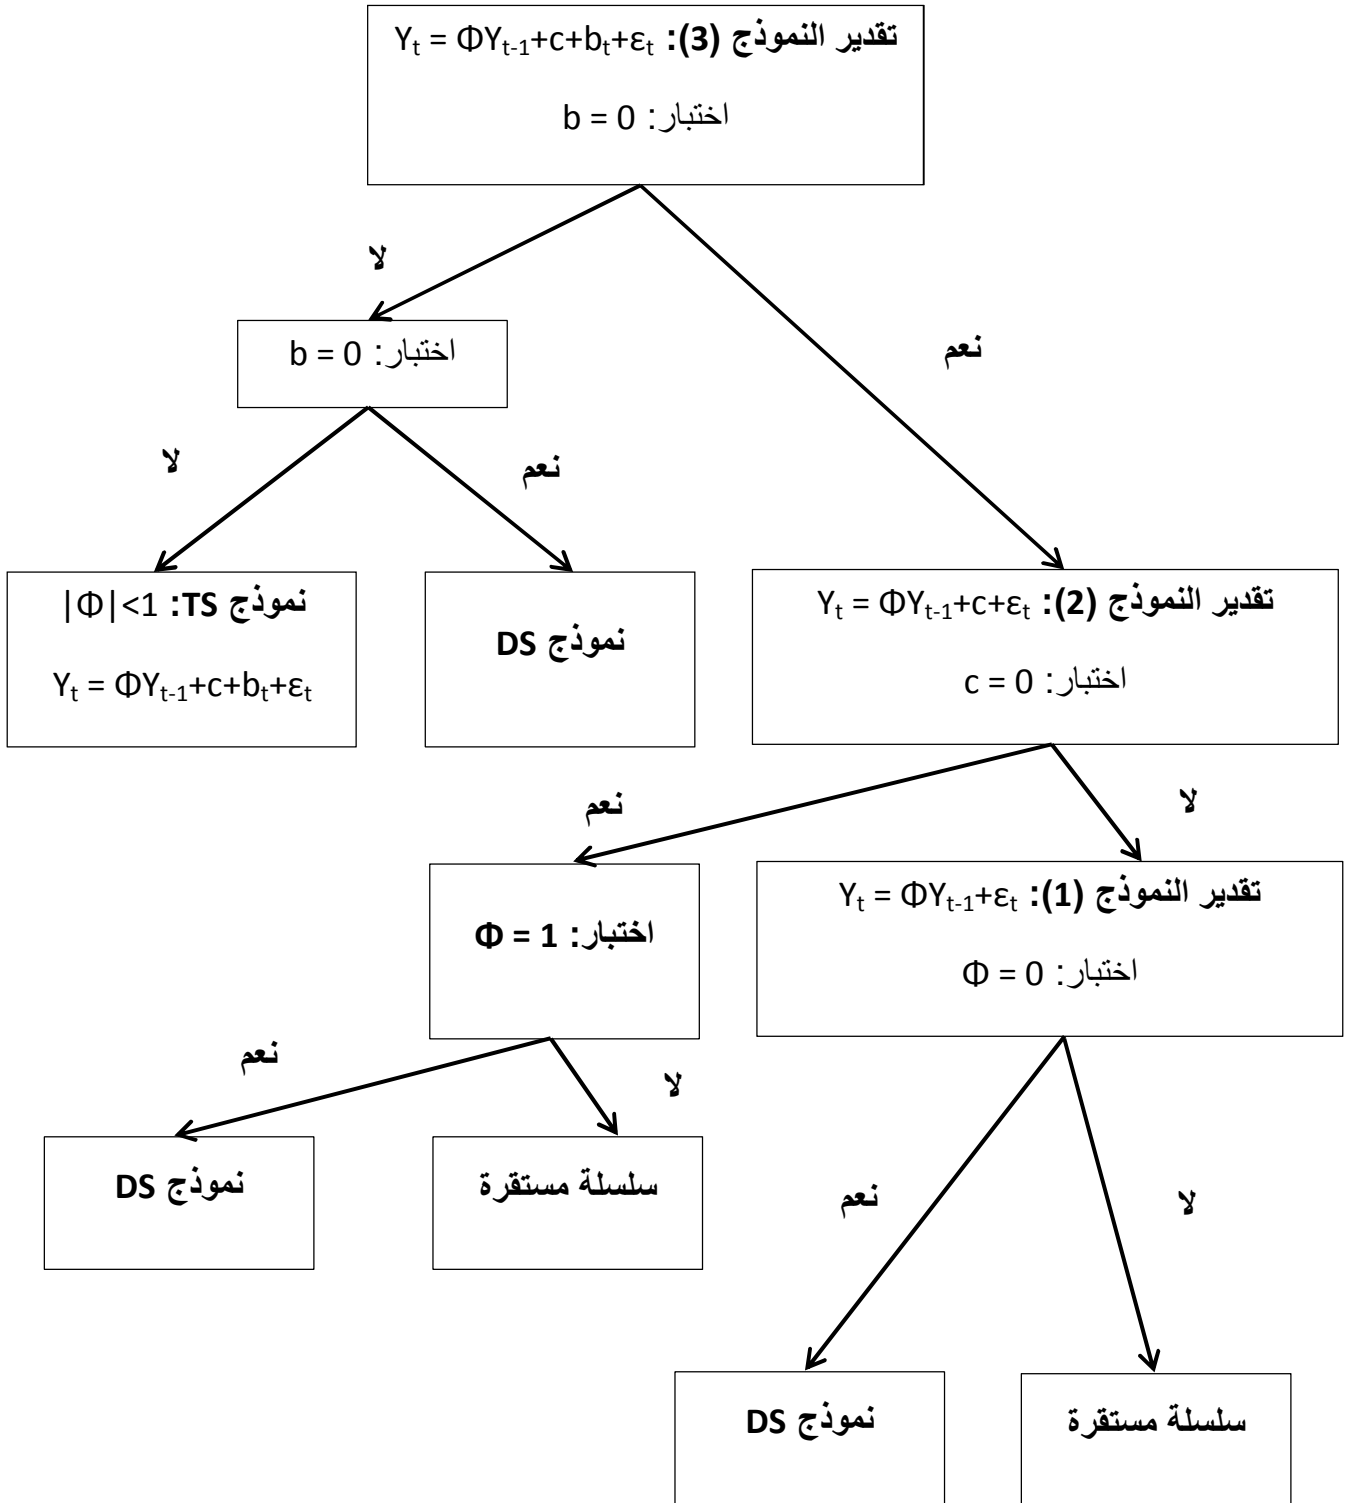 تقدير النموذج (3): Yt = ΦYt-1+c+bt+εt
اختبار: b = 0
لا
نعم
اختبار: b = 0
لا
نعم
نموذج TS: |Φ|<1
Yt = ΦYt-1+c+bt+εt
نموذج DS
تقدير النموذج (2): Yt = ΦYt-1+c+εt
اختبار: c = 0
نعم
لا
اختبار: Φ = 1
تقدير النموذج (1): Yt = ΦYt-1+εt
اختبار: Φ = 0
نعم
لا
نموذج DS
سلسلة مستقرة
نعم
لا
نموذج DS
سلسلة مستقرة